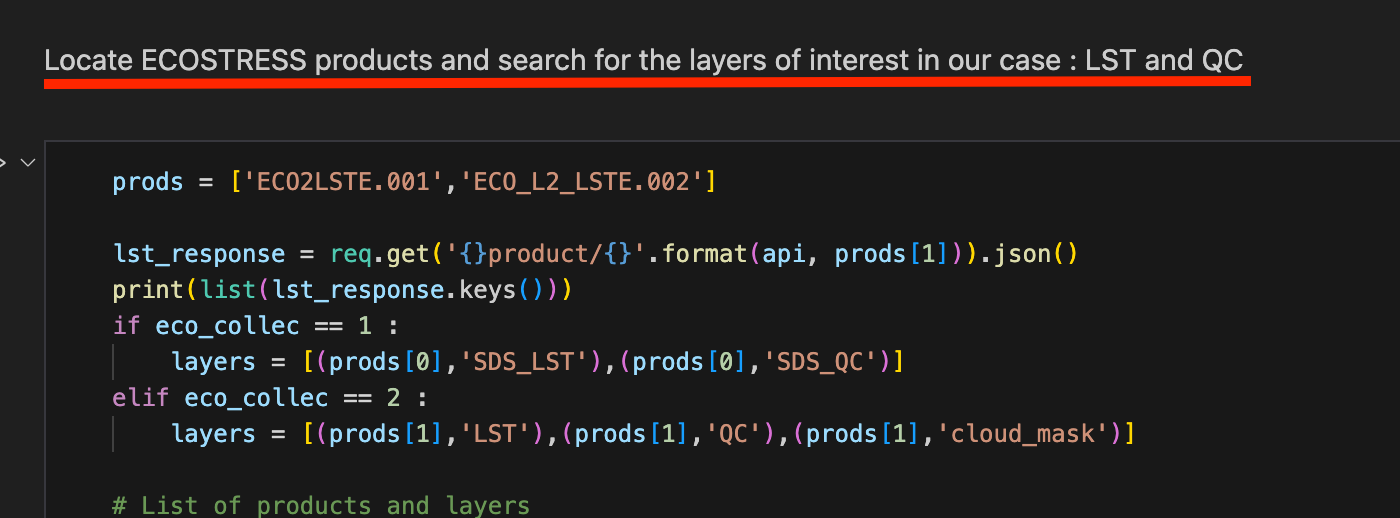 Locate ECOSTRESS products and search for the layers of interest in our case : LST and QC
prods = ['ECO2LSTE.001','ECO_L2_LSTE.002']
lst_response = req.get('{}product/{}'.format(api, prods[1])).json()
print(list(lst_response.keys()))
if eco_collec == 1 :
    layers = [(prods[0],'SDS_LST'),(prods[0],'SDS_QC')]
elif eco_collec == 2 :
    layers = [(prods[1],'LST'),(prods[1],'QC'),(prods[1],'cloud_mask')]
# List of products and layers